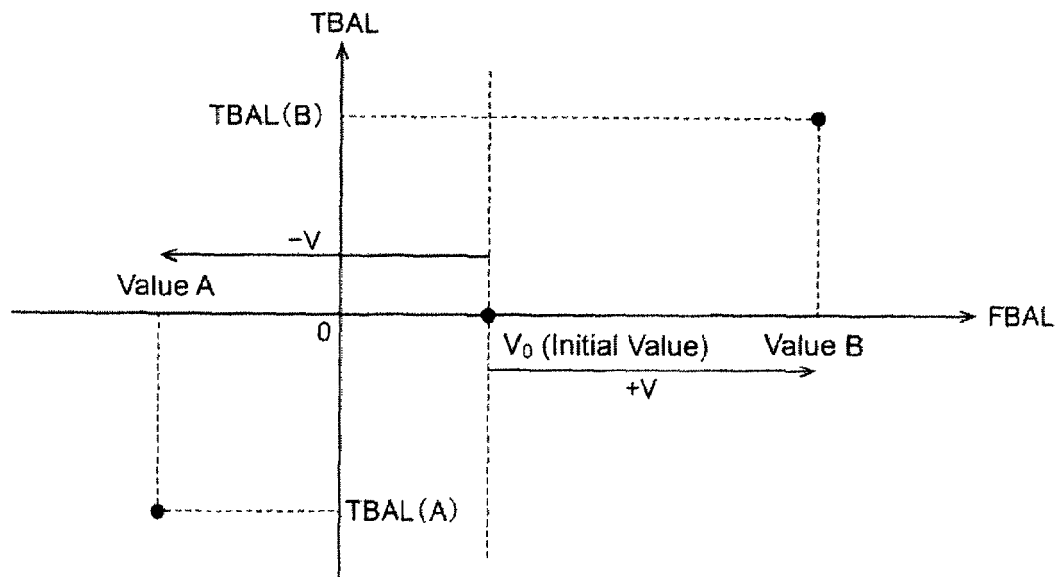 TBAL
TBAL(B)
−V
Value A
0
FBAL
V₀ (Initial Value)
Value B
+V
TBAL(A)